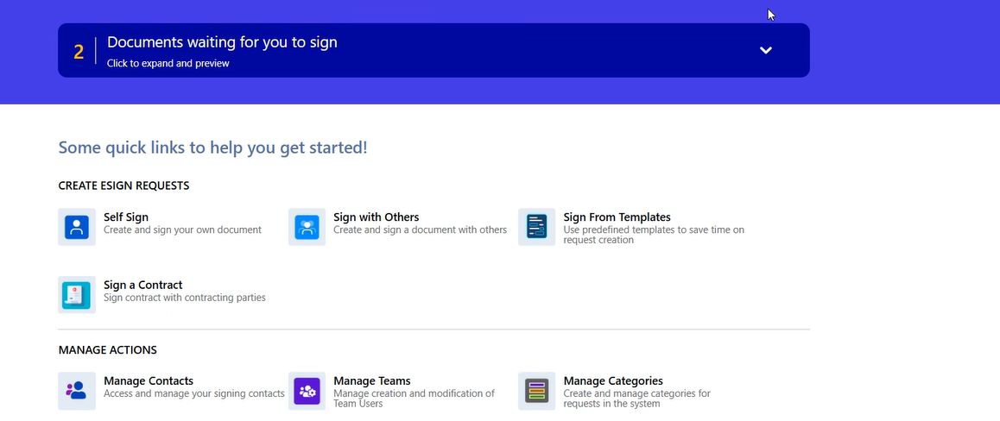 2
Documents waiting for you to sign
Click to expand and preview
Some quick links to help you get started!
CREATE ESIGN REQUESTS
Self Sign
Create and sign your own document
Sign with Others
Create and sign a document with others
Sign From Templates
Use predefined templates to save time on
request creation
Sign a Contract
Sign contract with contracting parties
MANAGE ACTIONS
Manage Contacts
Access and manage your signing contacts
Manage Teams
Manage creation and modification of
Team Users
Manage Categories
Create and manage categories for
requests in the system